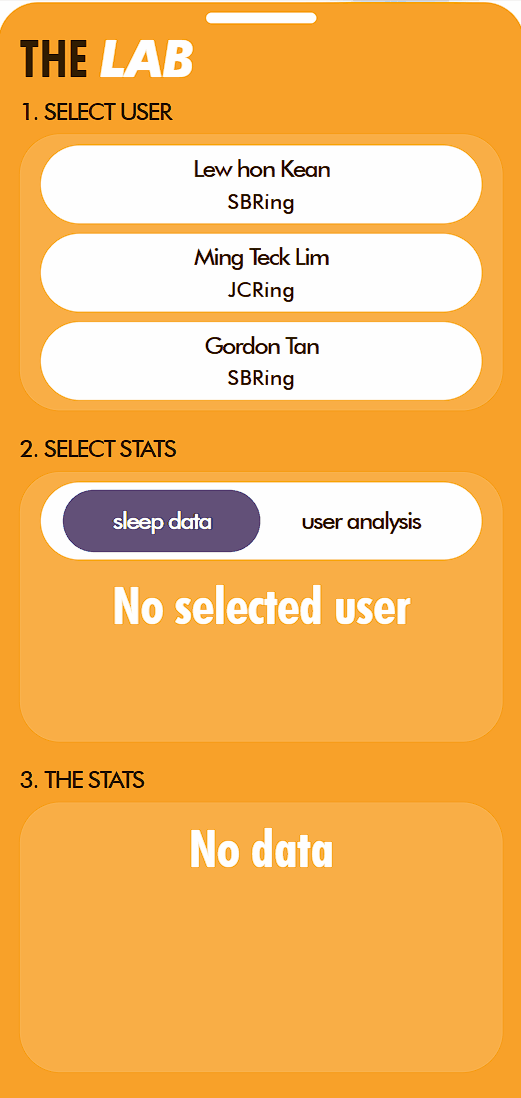 THE LAB
1. SELECT USER
Lew hon Kean
SBRing
Ming Teck Lim
JCRing
Gordon Tan
SBRing
2. SELECT STATS
sleep data
user analysis
No selected user
3. THE STATS
No data